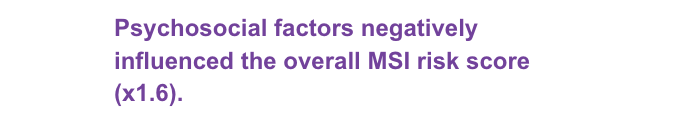 Psychosocial factors negatively
influenced the overall MSI risk score
(x1.6).